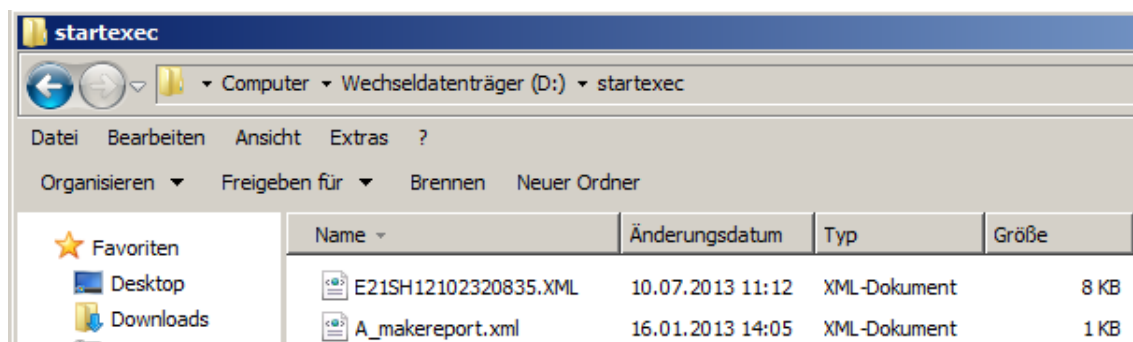 startexec
Computer Wechseldatenträger (D:) startexec
Datei Bearbeiten Ansicht Extras ?
Organisieren Freigeben für Brennen Neuer Ordner
Favoriten Name Änderungsdatum Typ Größe
Desktop E21SH12102320835.XML 10.07.2013 11:12 XML-Dokument 8 KB
Downloads A_makereport.xml 16.01.2013 14:05 XML-Dokument 1 KB